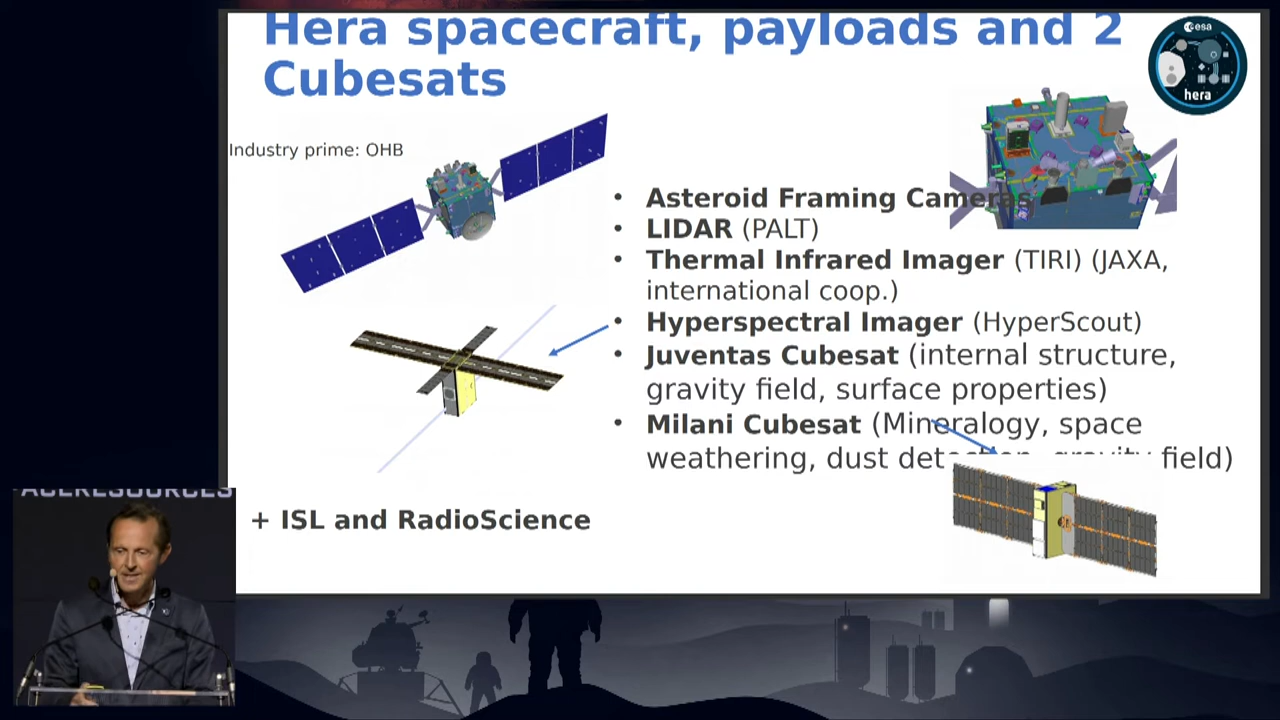 Hera spacecraft, payloads and 2
Cubesats
esa
hera
Industry prime: OHB
• Asteroid Framing Cameras
• LIDAR (PALT)
• Thermal Infrared Imager (TIRI) (JAXA,
international coop.)
• Hyperspectral Imager (HyperScout)
• Juventas Cubesat (internal structure,
gravity field, surface properties)
• Milani Cubesat (Mineralogy, space
weathering, dust detection, gravity field)
+ ISL and RadioScience
ACERESOURCES